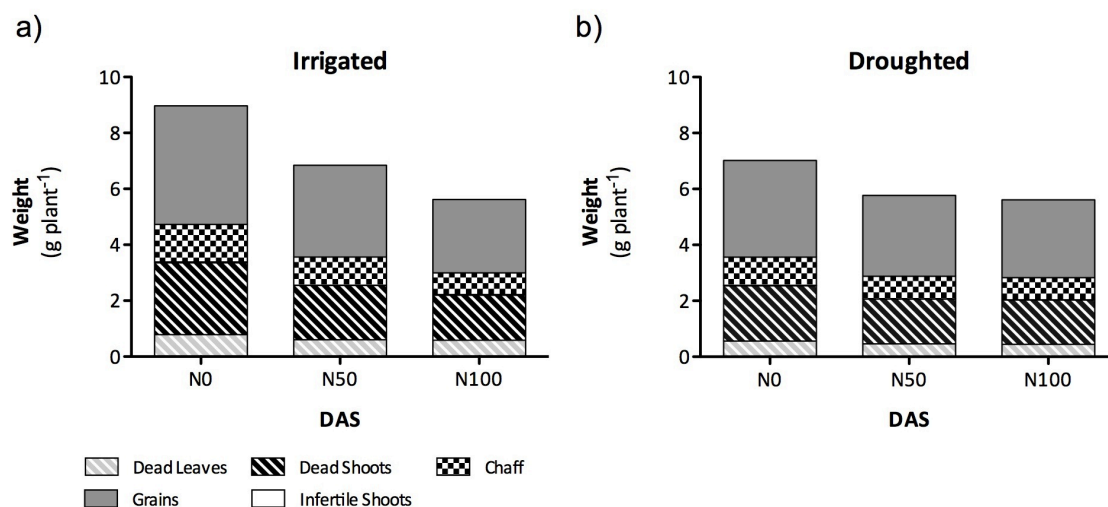 a)
Irrigated
10
8
6
4
2
0
Weight
(g plant⁻¹)
N0 N50 N100
DAS
b)
Droughted
10
8
6
4
2
0
Weight
(g plant⁻¹)
N0 N50 N100
DAS
Dead Leaves Dead Shoots Chaff
Grains Infertile Shoots